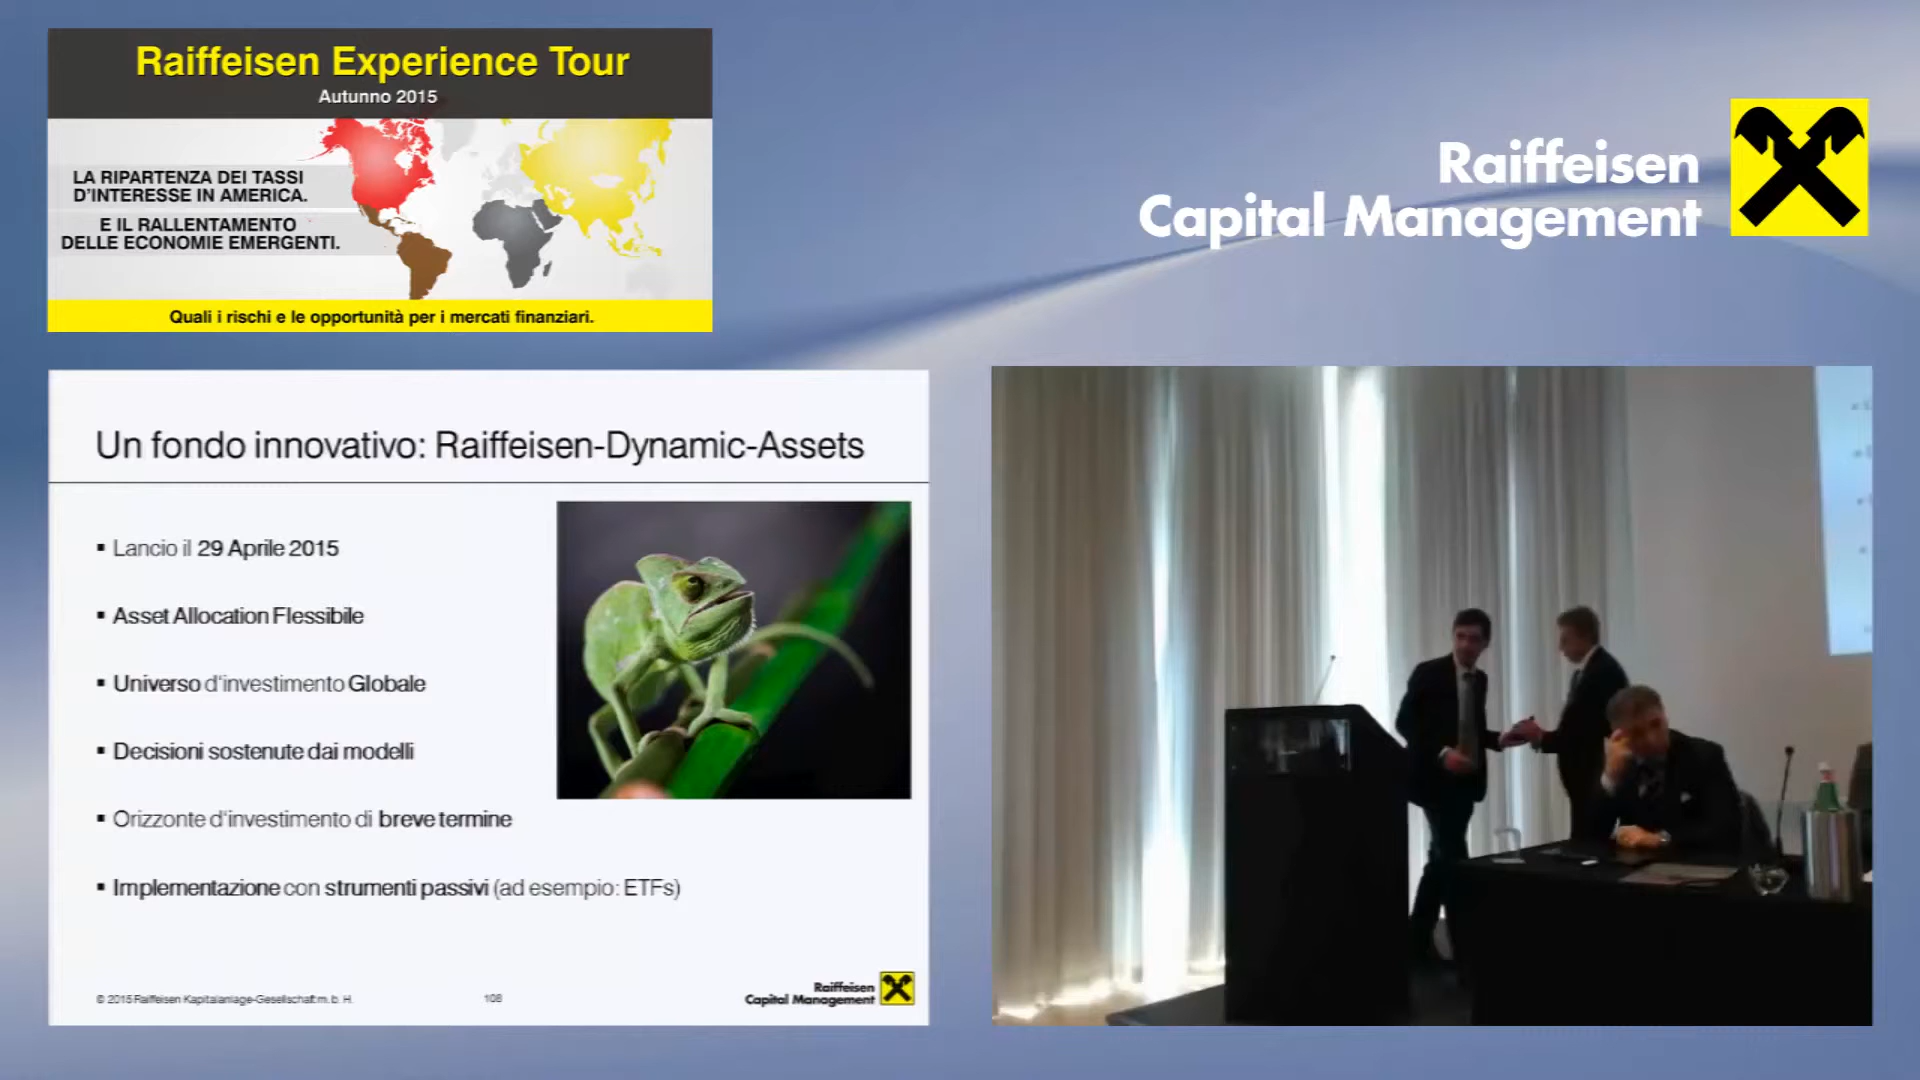 Raiffeisen Experience Tour
Autunno 2015
LA RIPARTENZA DEI TASSI
D'INTERESSE IN AMERICA.
E IL RALLENTAMENTO
DELLE ECONOMIE EMERGENTI.
Quali i rischi e le opportunità per i mercati finanziari.
Raiffeisen
Capital Management
Un fondo innovativo: Raiffeisen-Dynamic-Assets
▪ Lancio il 29 Aprile 2015
▪ Asset Allocation Flessibile
▪ Universo d'investimento Globale
▪ Decisioni sostenute dai modelli
▪ Orizzonte d'investimento di breve termine
▪ Implementazione con strumenti passivi (ad esempio: ETFs)
© 2015 Raiffeisen Kapitalanlage-Gesellschaft m. b. H.
108
Raiffeisen
Capital Management